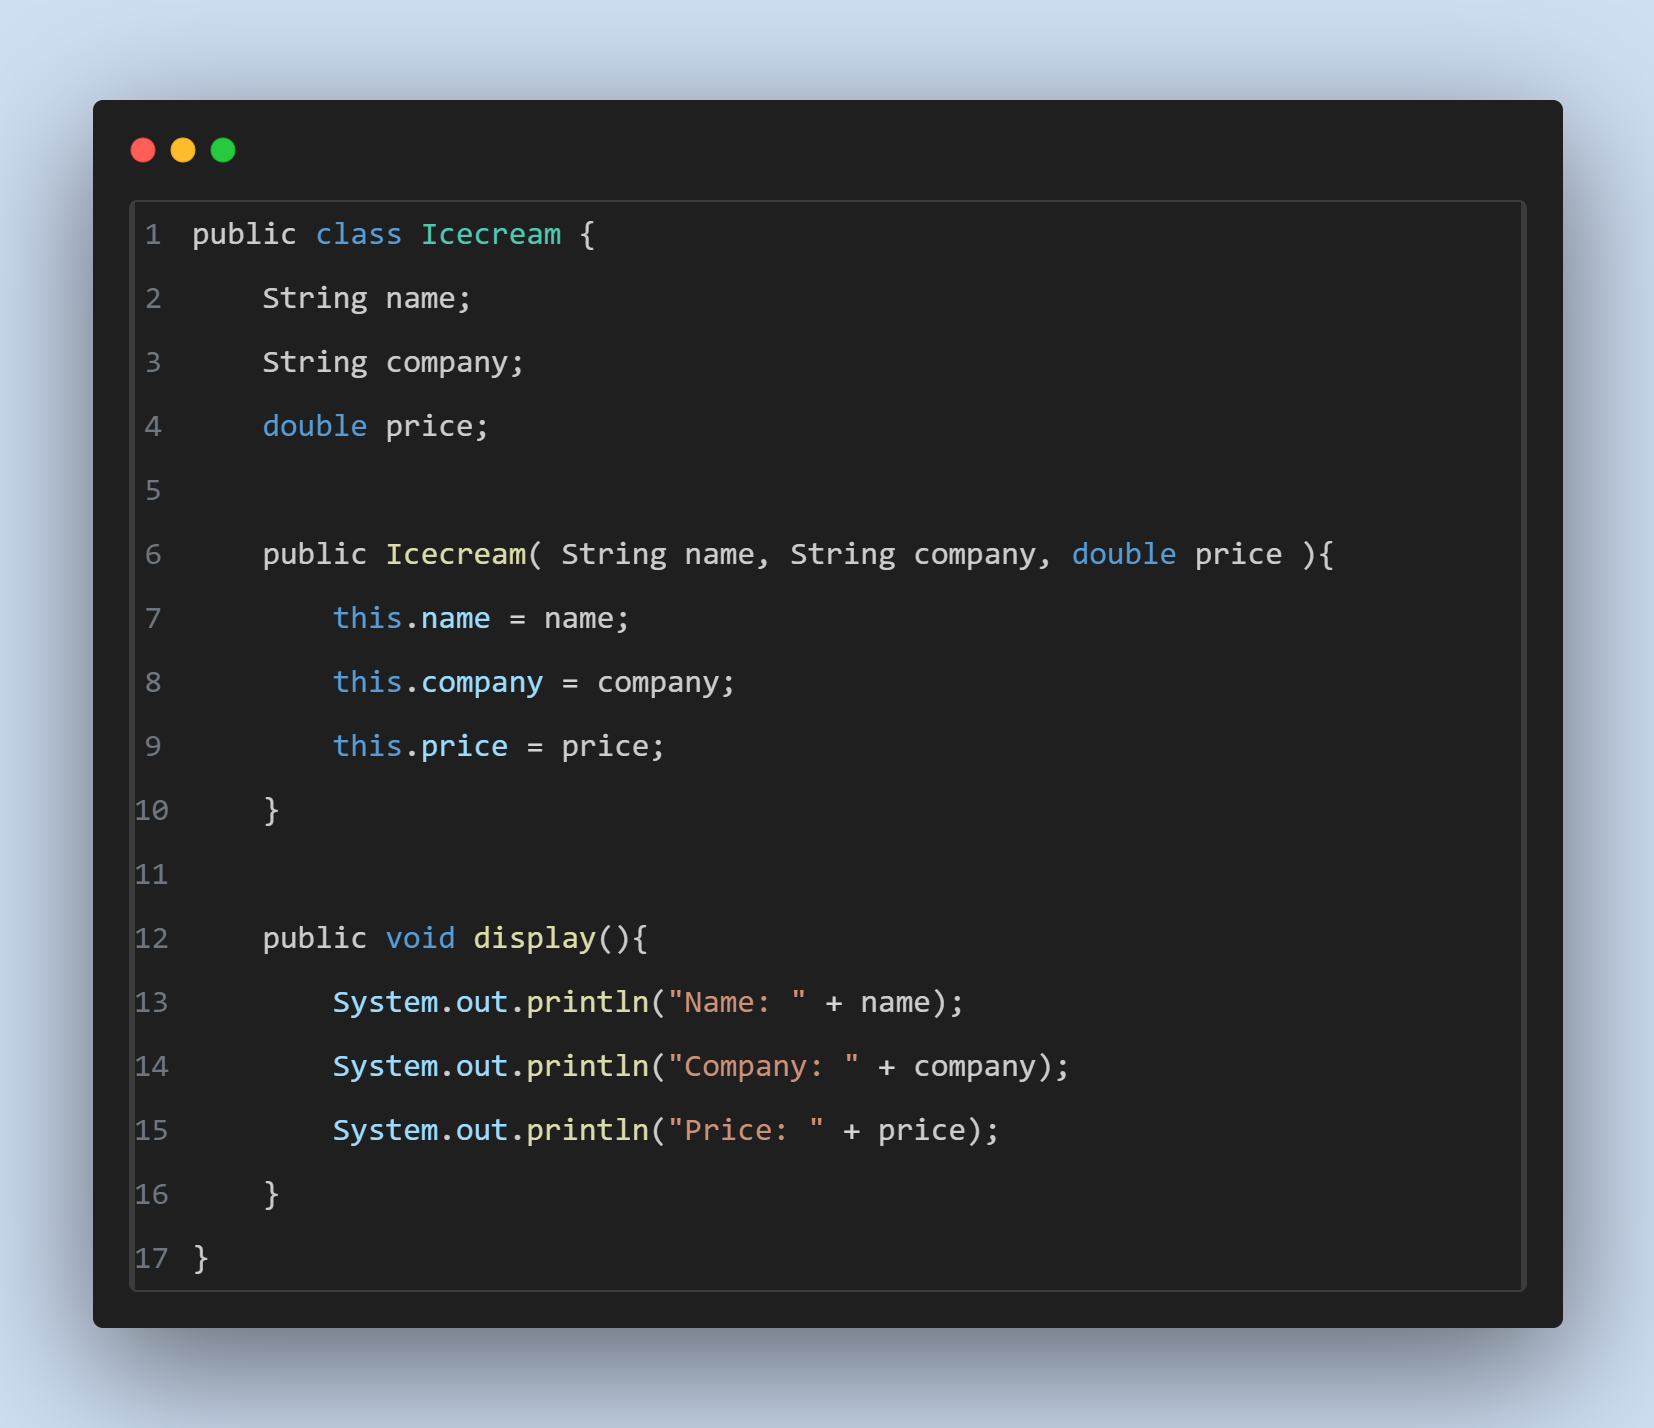 1 public class Icecream {
2     String name;
3     String company;
4     double price;
5
6     public Icecream( String name, String company, double price ){
7         this.name = name;
8         this.company = company;
9         this.price = price;
10     }
11
12     public void display(){
13         System.out.println("Name: " + name);
14         System.out.println("Company: " + company);
15         System.out.println("Price: " + price);
16     }
17 }